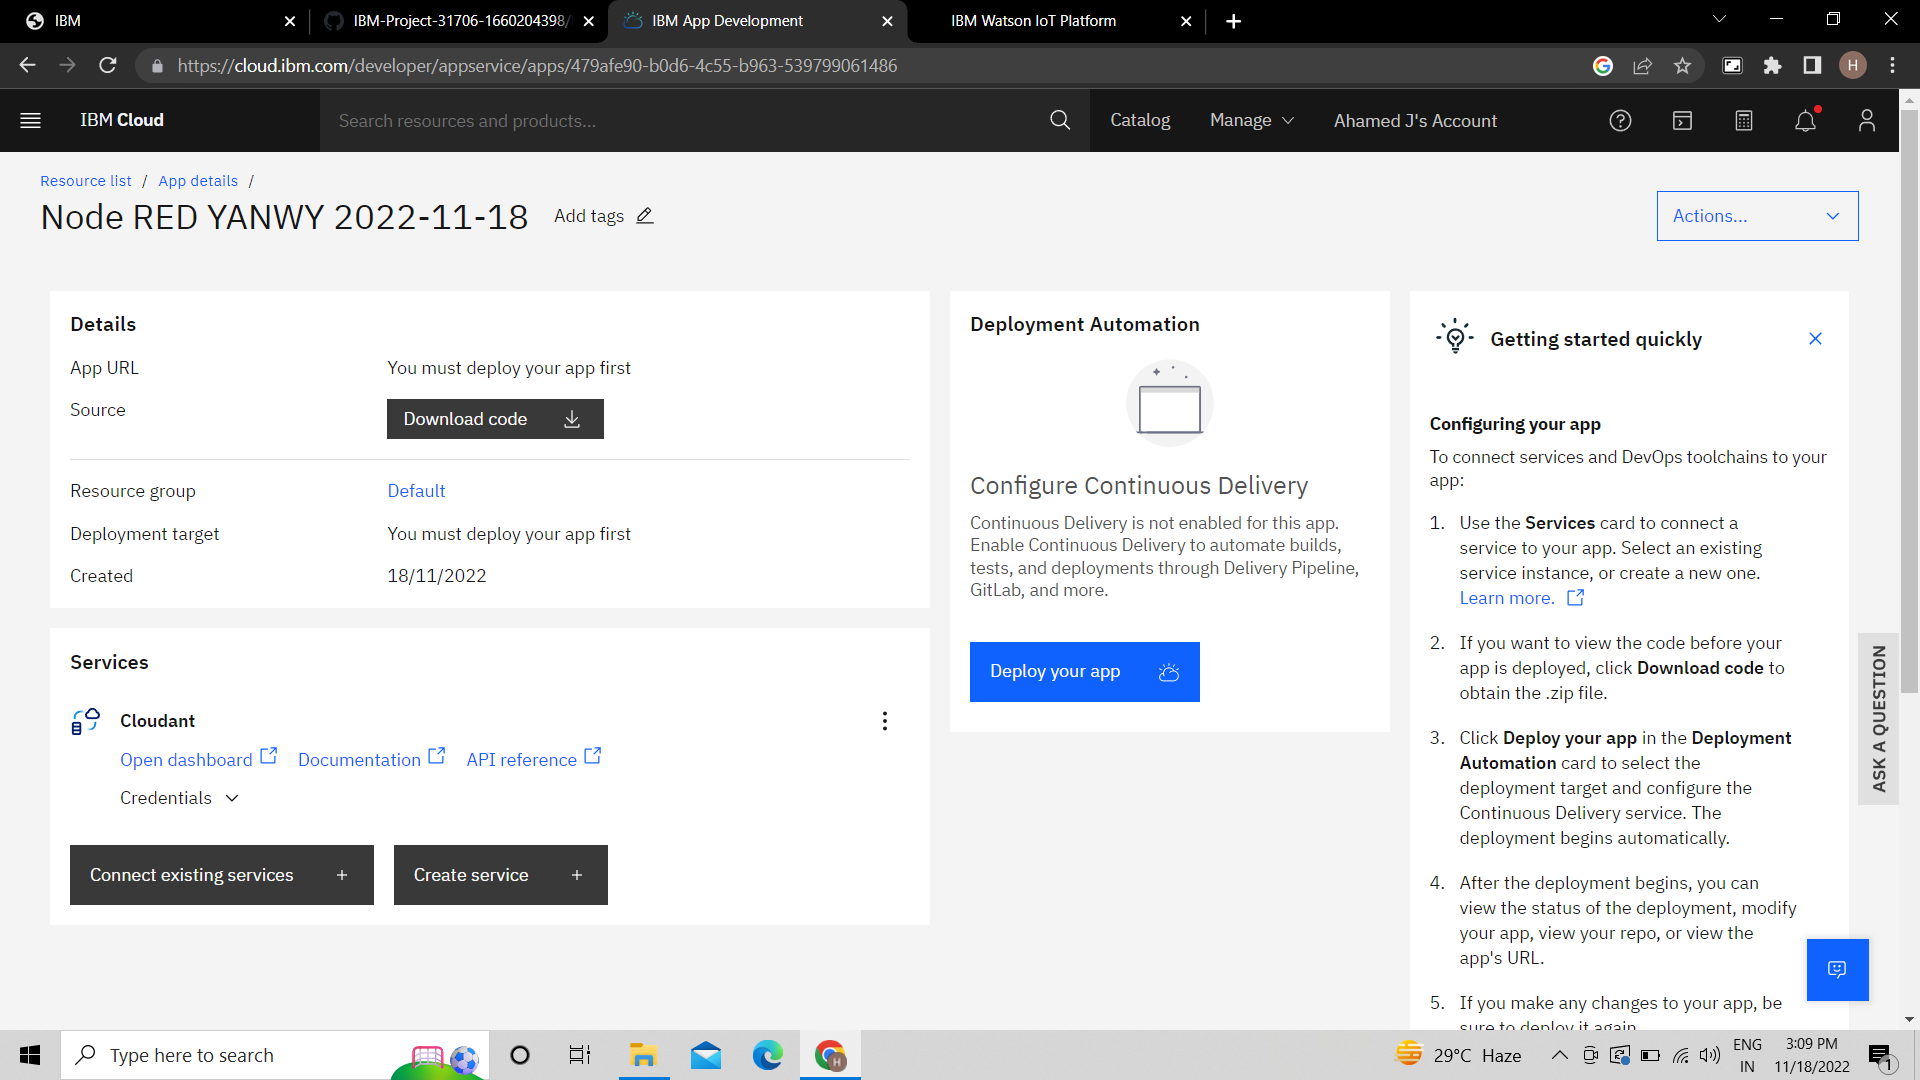 IBM
IBM-Project-31706-1660204398/
IBM App Development
IBM Watson IoT Platform
https://cloud.ibm.com/developer/appservice/apps/479afe90-b0d6-4c55-b963-539799061486
H
IBM Cloud
Search resources and products...
Catalog
Manage
Ahamed J's Account
Resource list / App details /
Node RED YANWY 2022-11-18
Add tags
Actions...
Details
App URL
You must deploy your app first
Source
Download code
Resource group
Default
Deployment target
You must deploy your app first
Created
18/11/2022
Services
Cloudant
Open dashboard
Documentation
API reference
Credentials
Connect existing services +
Create service +
Deployment Automation
Configure Continuous Delivery
Continuous Delivery is not enabled for this app.
Enable Continuous Delivery to automate builds,
tests, and deployments through Delivery Pipeline,
GitLab, and more.
Deploy your app
Getting started quickly
Configuring your app
To connect services and DevOps toolchains to your
app:
1. Use the Services card to connect a
service to your app. Select an existing
service instance, or create a new one.
Learn more.
2. If you want to view the code before your
app is deployed, click Download code to
obtain the .zip file.
3. Click Deploy your app in the Deployment
Automation card to select the
deployment target and configure the
Continuous Delivery service. The
deployment begins automatically.
4. After the deployment begins, you can
view the status of the deployment, modify
your app, view your repo, or view the
app's URL.
5. If you make any changes to your app, be
sure to deploy it again
ASK A QUESTION
Type here to search
H
29°C Haze
ENG
IN
3:09 PM
11/18/2022
1